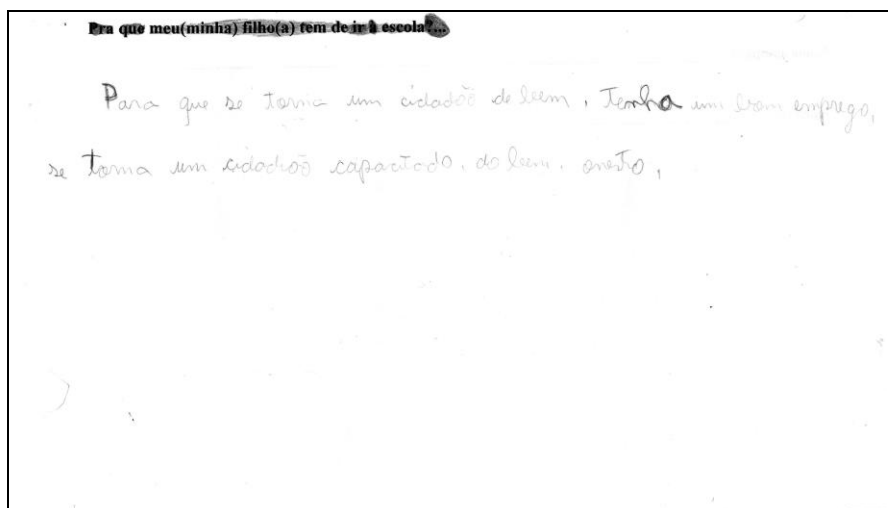 Pra que meu(minha) filho(a) tem de ir à escola?...
Para que se torna um cidadão de bem, Tenha um bom emprego,
se torna um cidadão capacitado, do bem, onesto,